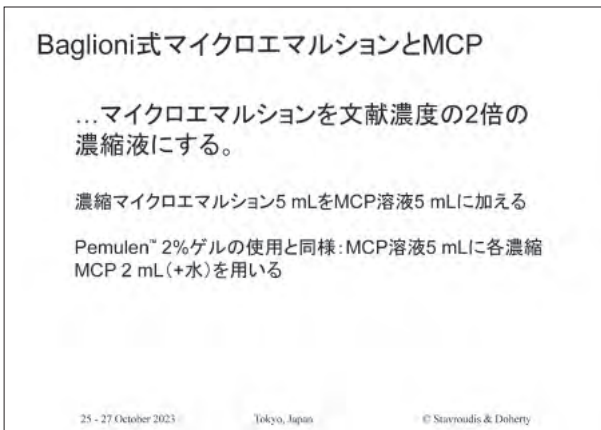 Baglioni式マイクロエマルションとMCP
…マイクロエマルションを文献濃度の2倍の
濃縮液にする。
濃縮マイクロエマルション5 mLをMCP溶液5 mLに加える
Pemulen™ 2%ゲルの使用と同様：MCP溶液5 mLに各濃縮
MCP 2 mL（+水）を用いる
25 - 27 October 2023 Tokyo, Japan © Stavroudis & Doherty